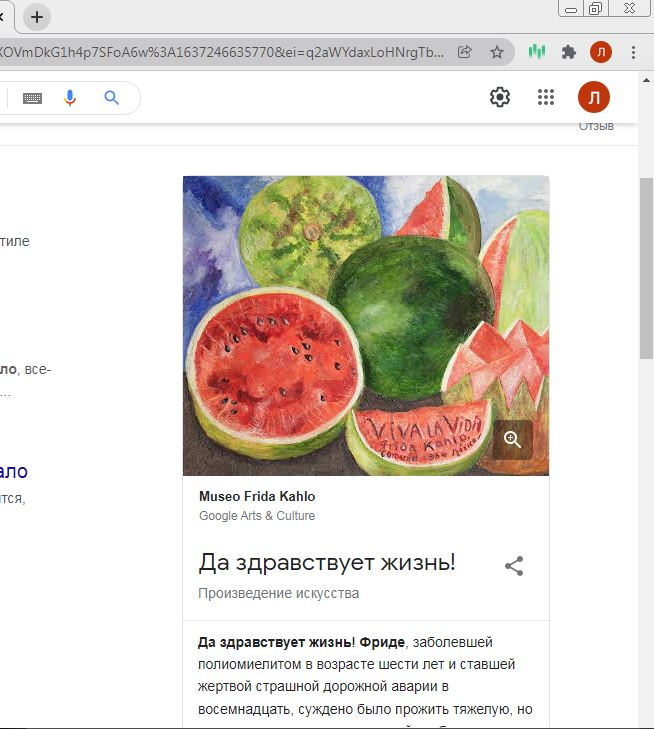 XOVmDkG1h4p7SFoA6w%3A1637246635770&ei=q2aWYdaxLoHNrgTb...
Л
Л
Отзыв
тиле
ло, все-
...
ало
тся,
VIVA LA VIDA
Frida Kahlo.
1954
Museo Frida Kahlo
Google Arts & Culture
Да здравствует жизнь!
Произведение искусства
Да здравствует жизнь! Фриде, заболевшей
полиомиелитом в возрасте шести лет и ставшей
жертвой страшной дорожной аварии в
восемнадцать, суждено было прожить тяжелую, но